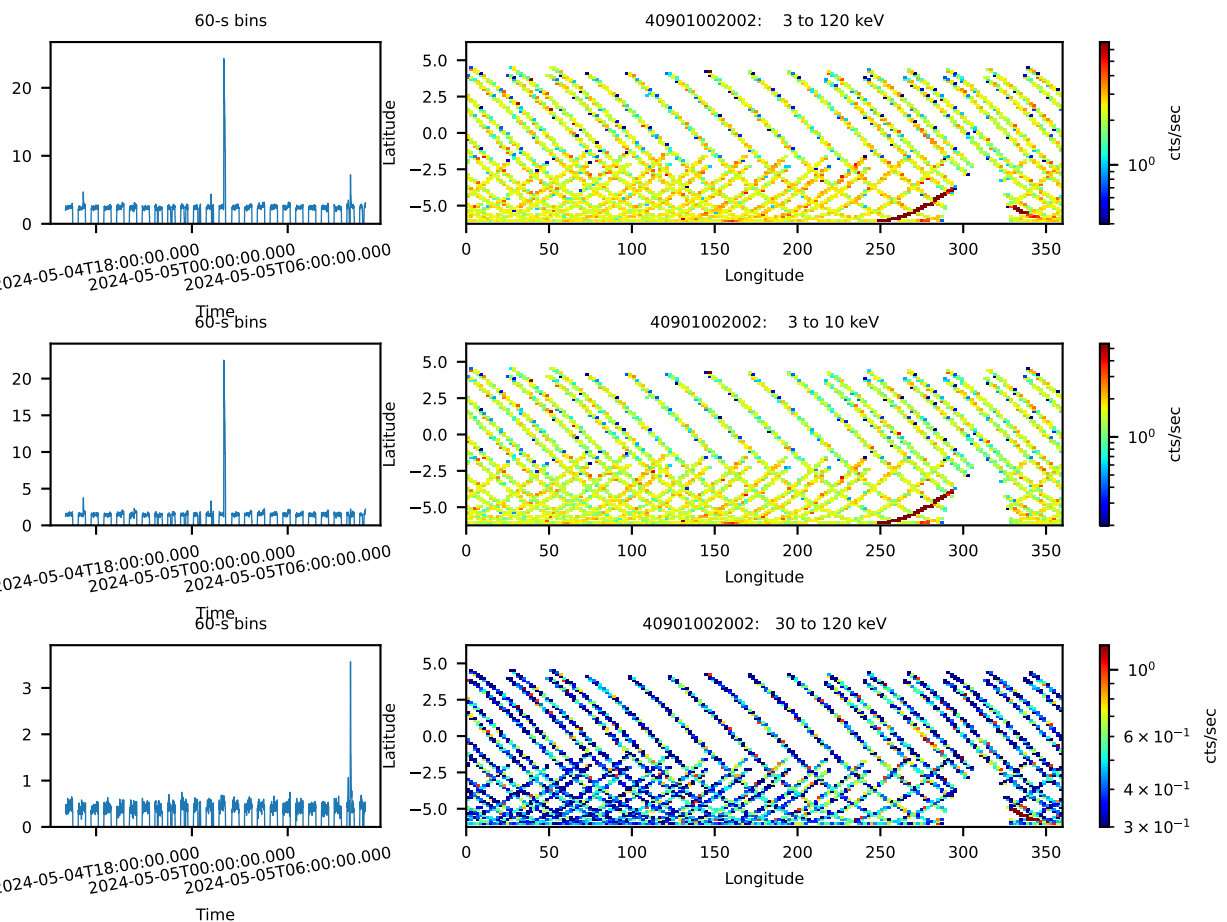 60-s bins
40901002002:    3 to 120 keV
20
10
0
5.0
2.5
0.0
−2.5
−5.0
Latitude
0 50 100 150 200 250 300 350
Longitude
10⁰
cts/sec
2024-05-04T18:00:00.000
2024-05-05T00:00:00.000
2024-05-05T06:00:00.000
Time
60-s bins
40901002002:    3 to 10 keV
20
15
10
5
0
5.0
2.5
0.0
−2.5
−5.0
Latitude
0 50 100 150 200 250 300 350
Longitude
10⁰
cts/sec
2024-05-04T18:00:00.000
2024-05-05T00:00:00.000
2024-05-05T06:00:00.000
Time
60-s bins
40901002002:   30 to 120 keV
3
2
1
0
5.0
2.5
0.0
−2.5
−5.0
Latitude
0 50 100 150 200 250 300 350
Longitude
10⁰
6 × 10⁻¹
4 × 10⁻¹
3 × 10⁻¹
cts/sec
2024-05-04T18:00:00.000
2024-05-05T00:00:00.000
2024-05-05T06:00:00.000
Time